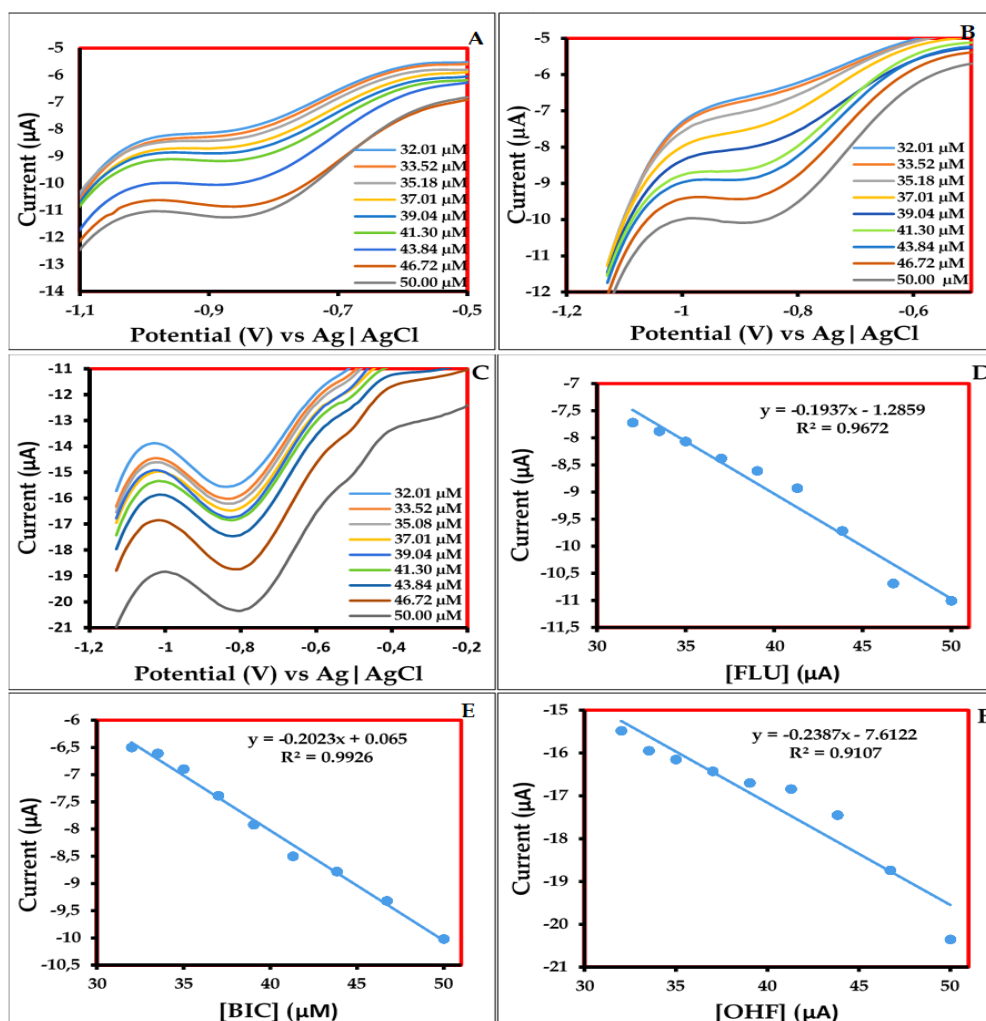 A
-5
-6
-7
-8
-9
-10
-11
-12
-13
-14
Current (µA)
32.01 µM
33.52 µM
35.18 µM
37.01 µM
39.04 µM
41.30 µM
43.84 µM
46.72 µM
50.00 µM
-1,1
-0,9
-0,7
-0,5
Potential (V) vs Ag|AgCl
B
-5
-6
-7
-8
-9
-10
-11
-12
Current (µA)
32.01 µM
33.52 µM
35.18 µM
37.01 µM
39.04 µM
41.30 µM
43.84 µM
46.72 µM
50.00 µM
-1,2
-1
-0,8
-0,6
Potential (V) vs Ag|AgCl
C
-11
-12
-13
-14
-15
-16
-17
-18
-19
-20
-21
Current (µA)
32.01 µM
33.52 µM
35.08 µM
37.01 µM
39.04 µM
41.30 µM
43.84 µM
46.72 µM
50.00 µM
-1,2
-1
-0,8
-0,6
-0,4
-0,2
Potential (V) vs Ag|AgCl
D
-7
-7,5
-8
-8,5
-9
-9,5
-10
-10,5
-11
-11,5
Current (µA)
y = -0.1937x - 1.2859
R² = 0.9672
30
35
40
45
50
[FLU] (µA)
E
-6
-6,5
-7
-7,5
-8
-8,5
-9
-9,5
-10
-10,5
Current (µA)
y = -0.2023x + 0.065
R² = 0.9926
30
35
40
45
50
[BIC] (µM)
F
-15
-16
-17
-18
-19
-20
-21
Current (µA)
y = -0.2387x - 7.6122
R² = 0.9107
30
35
40
45
50
[OHF] (µA)